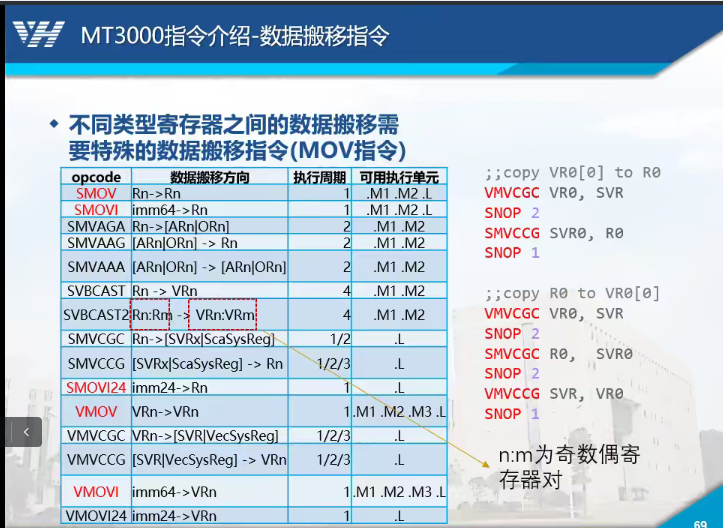 MT3000指令介绍-数据搬移指令
不同类型寄存器之间的数据搬移需
要特殊的数据搬移指令(MOV指令)
opcode 数据搬移方向 执行周期 可用执行单元
SMOV Rn->Rn 1 .M1 .M2 .L
SMOVI imm64->Rn 1 .M1 .M2 .L
SMVAGA Rn->[ARn|ORn] 2 .M1 .M2
SMVAAG [ARn|ORn] -> Rn 2 .M1 .M2
SMVAAA [ARn|ORn] -> [ARn|ORn] 2 .M1 .M2
SVBCAST Rn -> VRn 4 .M1 .M2
SVBCAST2 Rn:Rm -> VRn:VRm 4 .M1 .M2
SMVCGC Rn->[SVRx|ScaSysReg] 1/2 .L
SMVCCG [SVRx|ScaSysReg] -> Rn 1/2/3 .L
SMOVI24 imm24->Rn 1 .L
VMOV VRn->VRn 1 .M1 .M2 .M3 .L
VMVCGC VRn->[SVR|VecSysReg] 1/2/3 .L
VMVCCG [SVR|VecSysReg] -> VRn 1/2/3 .L
VMOVI imm64->VRn 1 .M1 .M2 .M3 .L
VMOVI24 imm24->VRn 1 .L
;;copy VR0[0] to R0
VMVCGC VR0, SVR
SNOP 2
SMVCCG SVR0, R0
SNOP 1
;;copy R0 to VR0[0]
VMVCGC VR0, SVR
SNOP 2
SMVCGC R0, SVR0
SNOP 2
VMVCCG SVR, VR0
SNOP 1
n:m为奇数偶寄
存器对
69